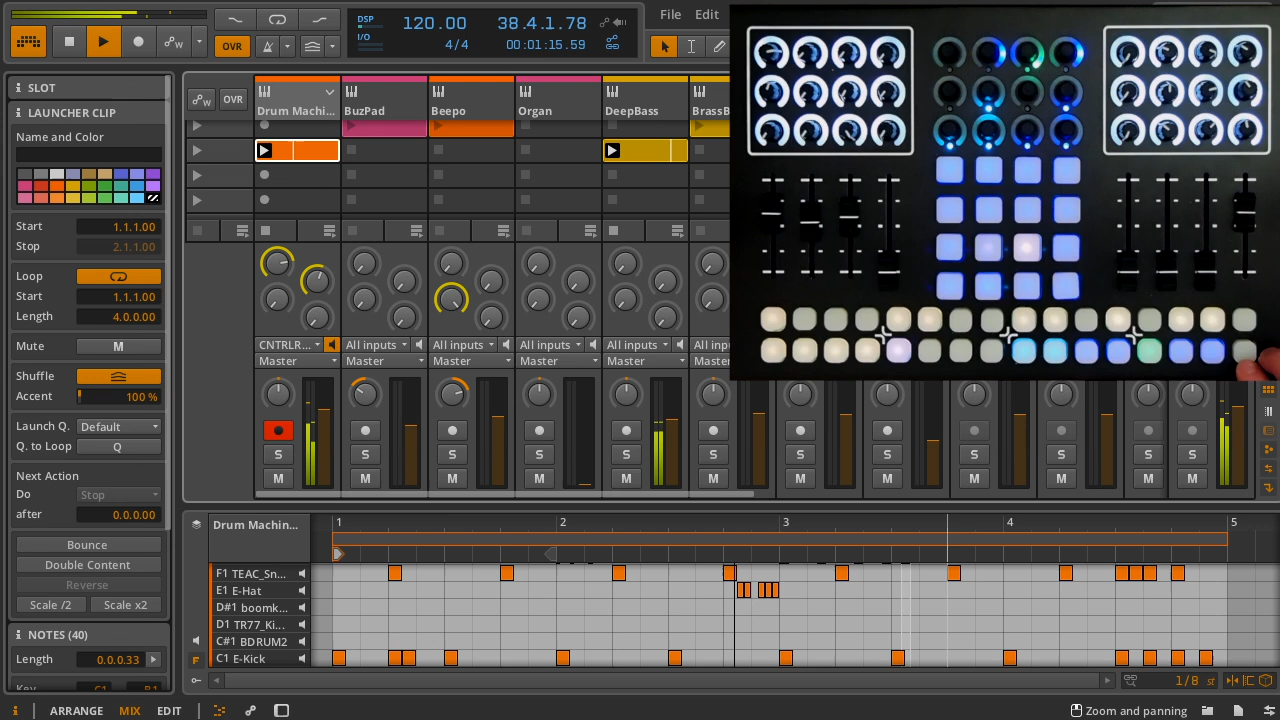 DSP
I/O
120.00
38.4.1.78
4/4
00:01:15.59
File Edit
OVR
SLOT
LAUNCHER CLIP
Name and Color
Start 1.1.1.00
Stop 2.1.1.00
Loop
Start 1.1.1.00
Length 4.0.0.00
Mute M
Shuffle
Accent 100 %
Launch Q. Default
Q. to Loop Q
Next Action
Do Stop
after 0.0.0.00
Bounce
Double Content
Reverse
Scale /2 Scale x2
NOTES (40)
Length 0.0.0.33
W OVR
Drum Machi... BuzPad Beepo Organ DeepBass BrassB
CNTRLR... All inputs All inputs All inputs All inputs All inputs
Master Master Master Master Master Master
S S S S S S S S S S S
M M M M M M M M M M M
Drum Machin... 1 2 3 4 5
F1 TEAC_Sn...
E1 E-Hat
D#1 boomk...
D1 TR77_Ki...
C#1 BDRUM2
F C1 E-Kick
1/8 st
i ARRANGE MIX EDIT
Zoom and panning